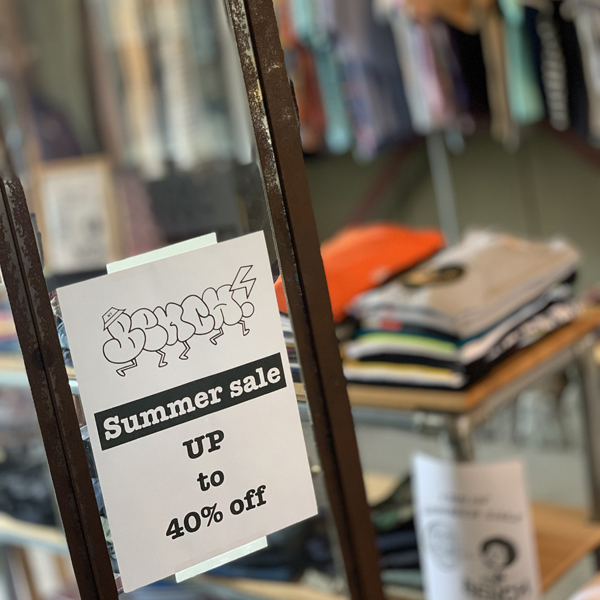 BENCH!
Summer sale
UP
to
40% off